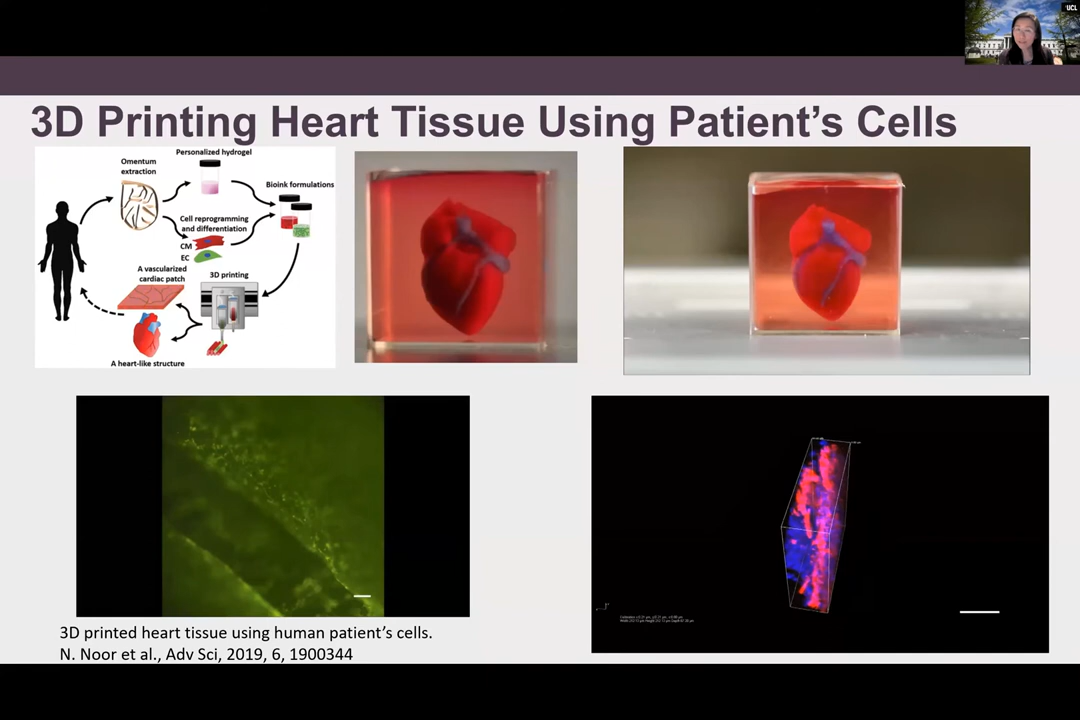 UCL
3D Printing Heart Tissue Using Patient's Cells
Personalized hydrogel
Omentum
extraction
Bioink formulations
Cell reprogramming
and differentiation
CM
EC
A vascularized
cardiac patch
3D printing
A heart-like structure
3D printed heart tissue using human patient's cells.
N. Noor et al., Adv Sci, 2019, 6, 1900344